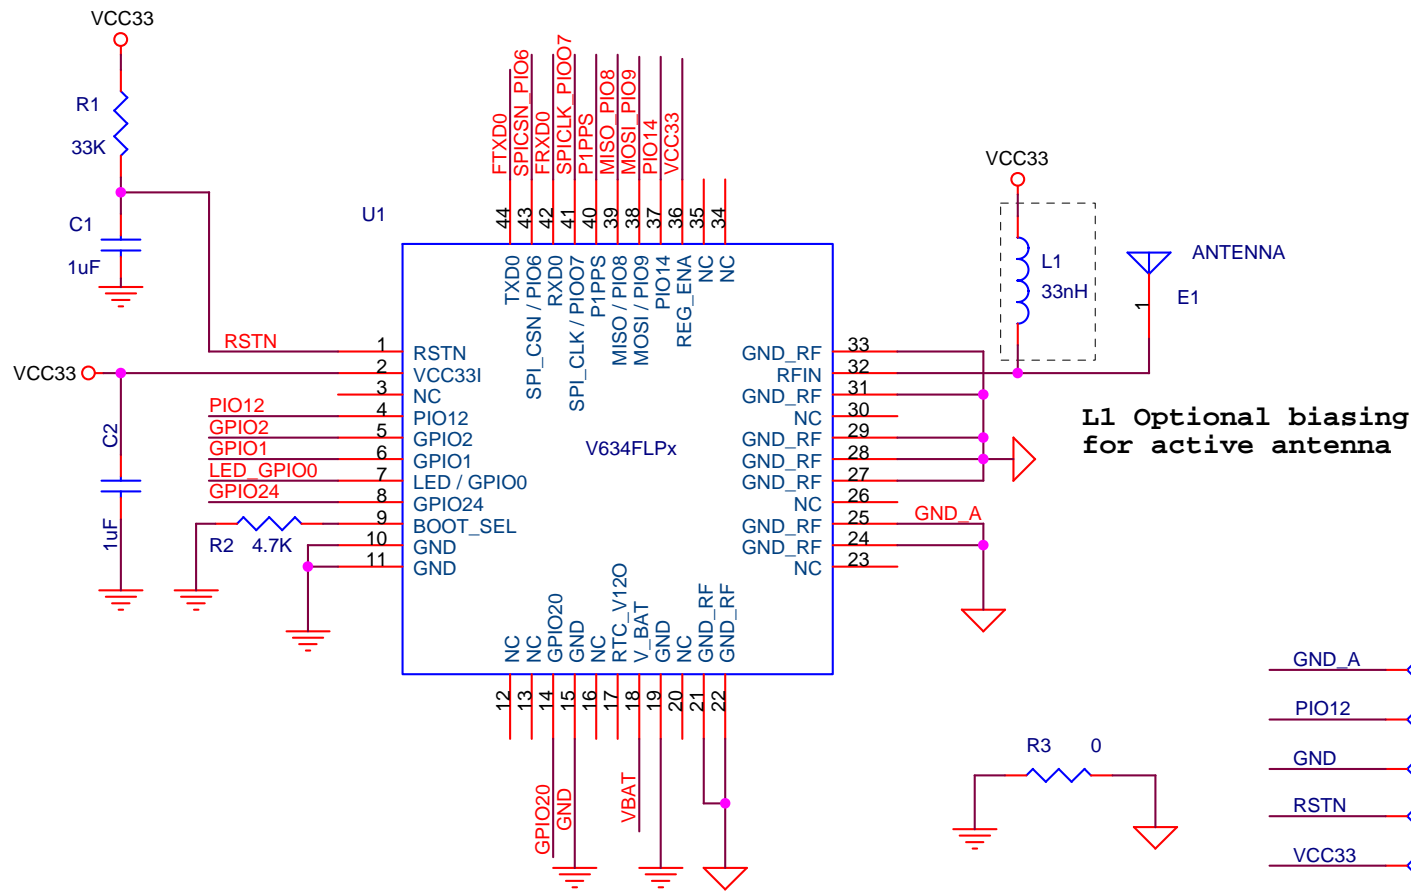 VCC33
R1
33K
C1
1uF
FTXD0
SPICSN_PIO6
FRXD0
SPICLK_PIOO7
P1PPS
MISO_PIO8
MOSI_PIO9
PIO14
VCC33
44
43
42
41
40
39
38
37
36
35
34
U1
TXD0
SPI_CSN / PIO6
RXD0
SPI_CLK / PIOO7
P1PPS
MISO / PIO8
MOSI / PIO9
PIO14
REG_ENA
NC
NC
VCC33
L1
33nH
ANTENNA
1
E1
RSTN 1 RSTN
VCC33 2 VCC33I
3 NC
PIO12 4 PIO12
GPIO2 5 GPIO2
GPIO1 6 GPIO1
LED_GPIO0 7 LED / GPIO0
GPIO24 8 GPIO24
9 BOOT_SEL
10 GND
11 GND
C2
1uF
R2 4.7K
V634FLPx
GND_RF 33
RFIN 32
GND_RF 31
NC 30
GND_RF 29
GND_RF 28
GND_RF 27
NC 26
GND_RF 25 GND_A
GND_RF 24
NC 23
L1 Optional biasing
for active antenna
NC
NC
GPIO20
GND
NC
RTC_V12O
V_BAT
GND
NC
GND_RF
GND_RF
12
13
14
15
16
17
18
19
20
21
22
GPIO20
GND
VBAT
R3 0
GND_A
PIO12
GND
RSTN
VCC33